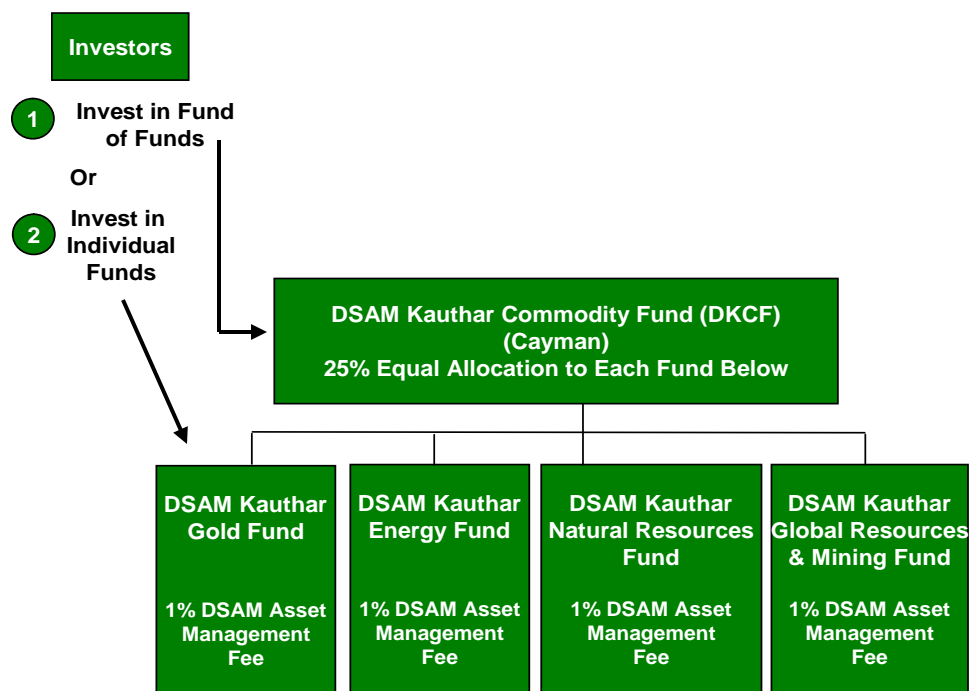 Investors
1
Invest in Fund
of Funds
Or
2
Invest in
Individual
Funds
DSAM Kauthar Commodity Fund (DKCF)
(Cayman)
25% Equal Allocation to Each Fund Below
DSAM Kauthar
Gold Fund
1% DSAM Asset
Management
Fee
DSAM Kauthar
Energy Fund
1% DSAM Asset
Management
Fee
DSAM Kauthar
Natural Resources
Fund
1% DSAM Asset
Management
Fee
DSAM Kauthar
Global Resources
& Mining Fund
1% DSAM Asset
Management
Fee